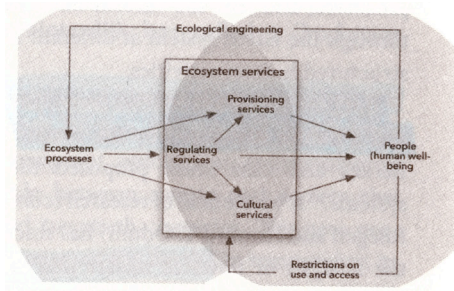 Ecological engineering
Ecosystem services
Provisioning
services
Ecosystem
processes
Regulating
services
People
(human well-
being
Cultural
services
Restrictions on
use and access